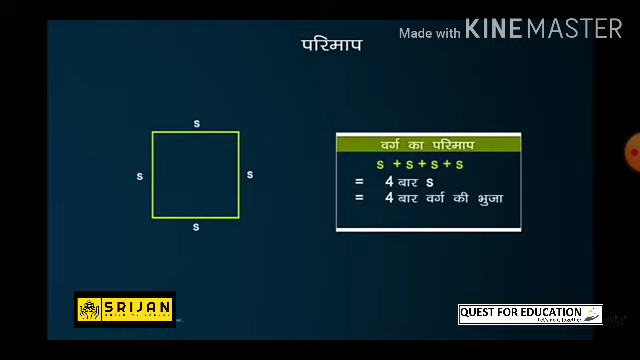 Made with KINEMASTER
परिमाप
s
s
s
s
वर्ग का परिमाप
s + s + s + s
= 4 बार s
= 4 बार वर्ग की भुजा
SRIJAN
QUEST FOR EDUCATION